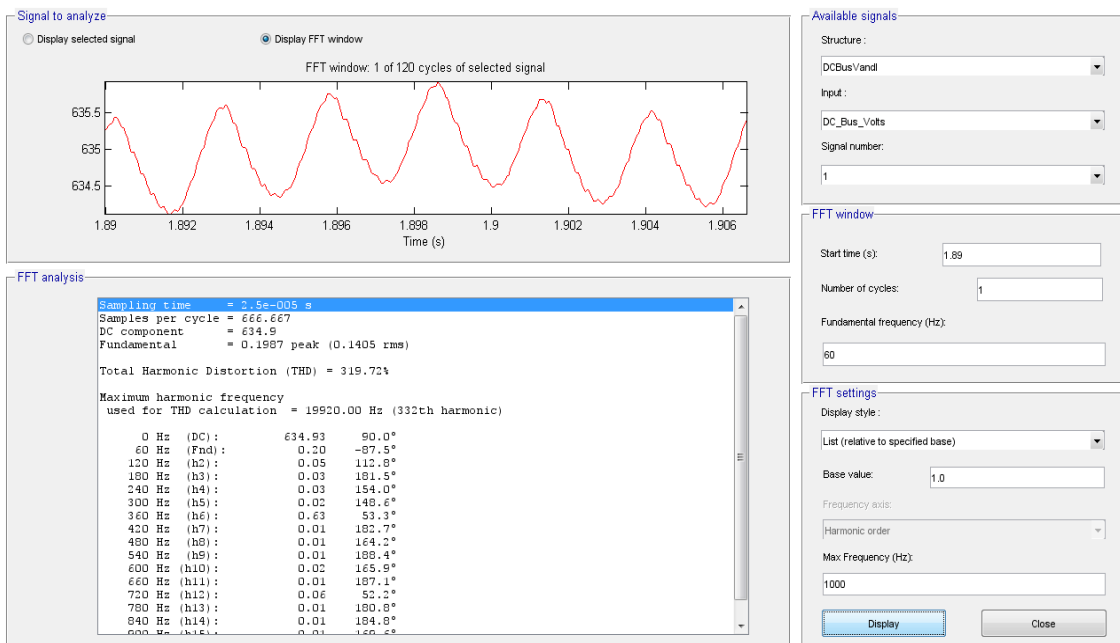 Signal to analyze
Display selected signal
Display FFT window
FFT window: 1 of 120 cycles of selected signal
635.5
635
634.5
1.89 1.892 1.894 1.896 1.898 1.9 1.902 1.904 1.906
Time (s)
FFT analysis
Sampling time = 2.5e-005 s
Samples per cycle = 666.667
DC component = 634.9
Fundamental = 0.1987 peak (0.1405 rms)
Total Harmonic Distortion (THD) = 319.72%
Maximum harmonic frequency
used for THD calculation = 19920.00 Hz (332th harmonic)
0 Hz (DC): 634.93 90.0°
60 Hz (Fnd): 0.20 -87.5°
120 Hz (h2): 0.05 112.8°
180 Hz (h3): 0.03 181.5°
240 Hz (h4): 0.03 154.0°
300 Hz (h5): 0.02 148.6°
360 Hz (h6): 0.63 53.3°
420 Hz (h7): 0.01 182.7°
480 Hz (h8): 0.01 164.2°
540 Hz (h9): 0.01 188.4°
600 Hz (h10): 0.02 165.9°
660 Hz (h11): 0.01 187.1°
720 Hz (h12): 0.06 52.2°
780 Hz (h13): 0.01 180.8°
840 Hz (h14): 0.01 184.8°
Available signals
Structure :
DCBusVandI
Input :
DC_Bus_Volts
Signal number:
1
FFT window
Start time (s):
1.89
Number of cycles:
1
Fundamental frequency (Hz):
60
FFT settings
Display style :
List (relative to specified base)
Base value:
1.0
Frequency axis:
Harmonic order
Max Frequency (Hz):
1000
Display
Close